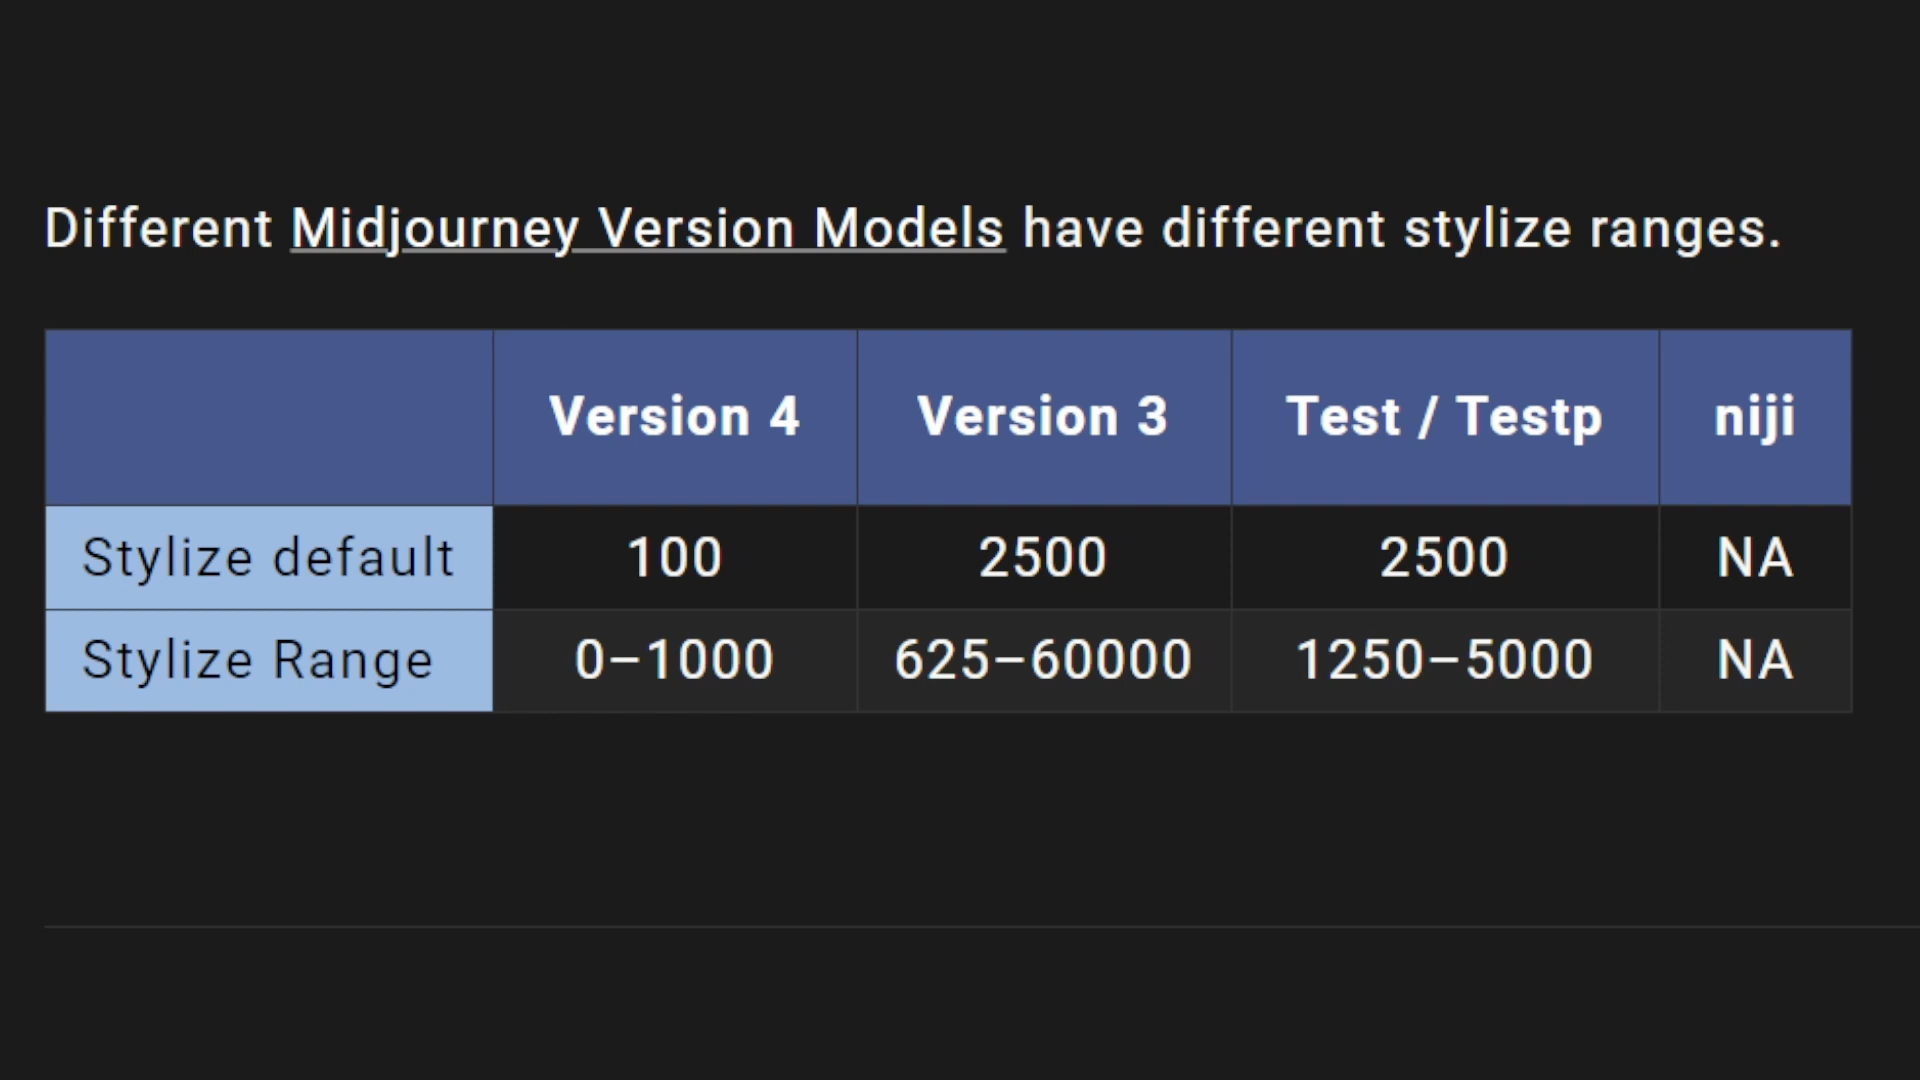 Different Midjourney Version Models have different stylize ranges.
Version 4 Version 3 Test / Testp niji
Stylize default 100 2500 2500 NA
Stylize Range 0–1000 625–60000 1250–5000 NA